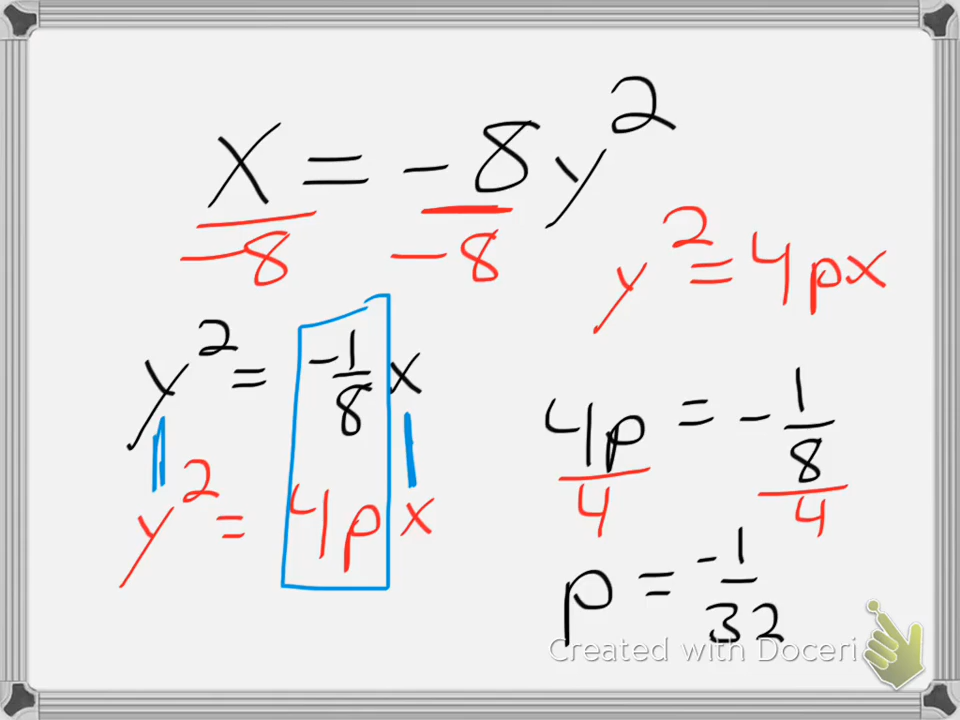 x = -8y²
-8 -8
y² = 4px
y² = -1/8 x
y² = 4px
4p = -1/8
4 4
p = -1/32
Created with Doceri